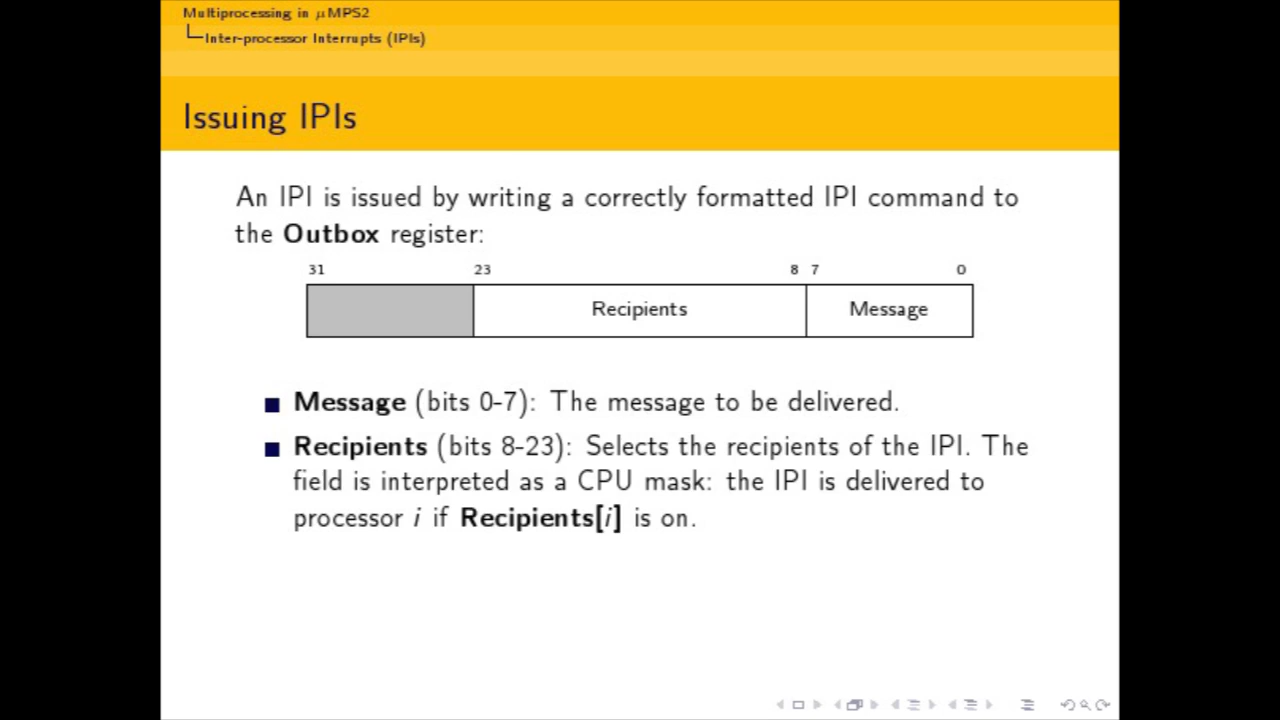 Multiprocessing in μMPS2
Inter-processor Interrupts (IPIs)
Issuing IPIs
An IPI is issued by writing a correctly formatted IPI command to
the Outbox register:
31 23 8 7 0
Recipients Message
Message (bits 0-7): The message to be delivered.
Recipients (bits 8-23): Selects the recipients of the IPI. The
field is interpreted as a CPU mask: the IPI is delivered to
processor i if Recipients[i] is on.